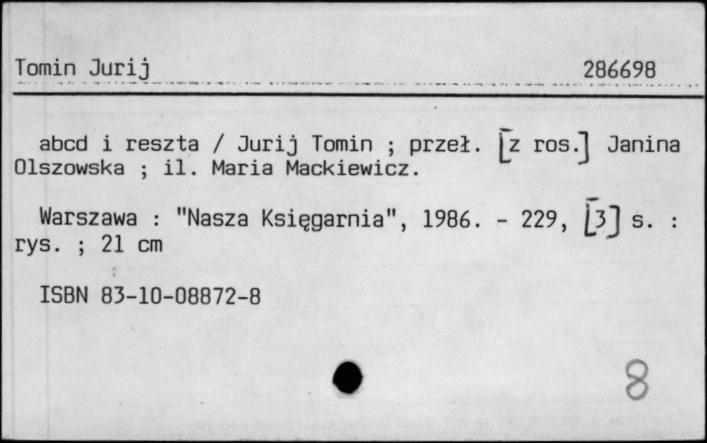 Tomin Jurij 286698
abcd i reszta / Jurij Tomin ; przeł. [z ros.] Janina
Olszowska ; il. Maria Mackiewicz.
Warszawa : "Nasza Księgarnia", 1986. - 229, [3] s. :
rys. ; 21 cm
ISBN 83-10-08872-8
8